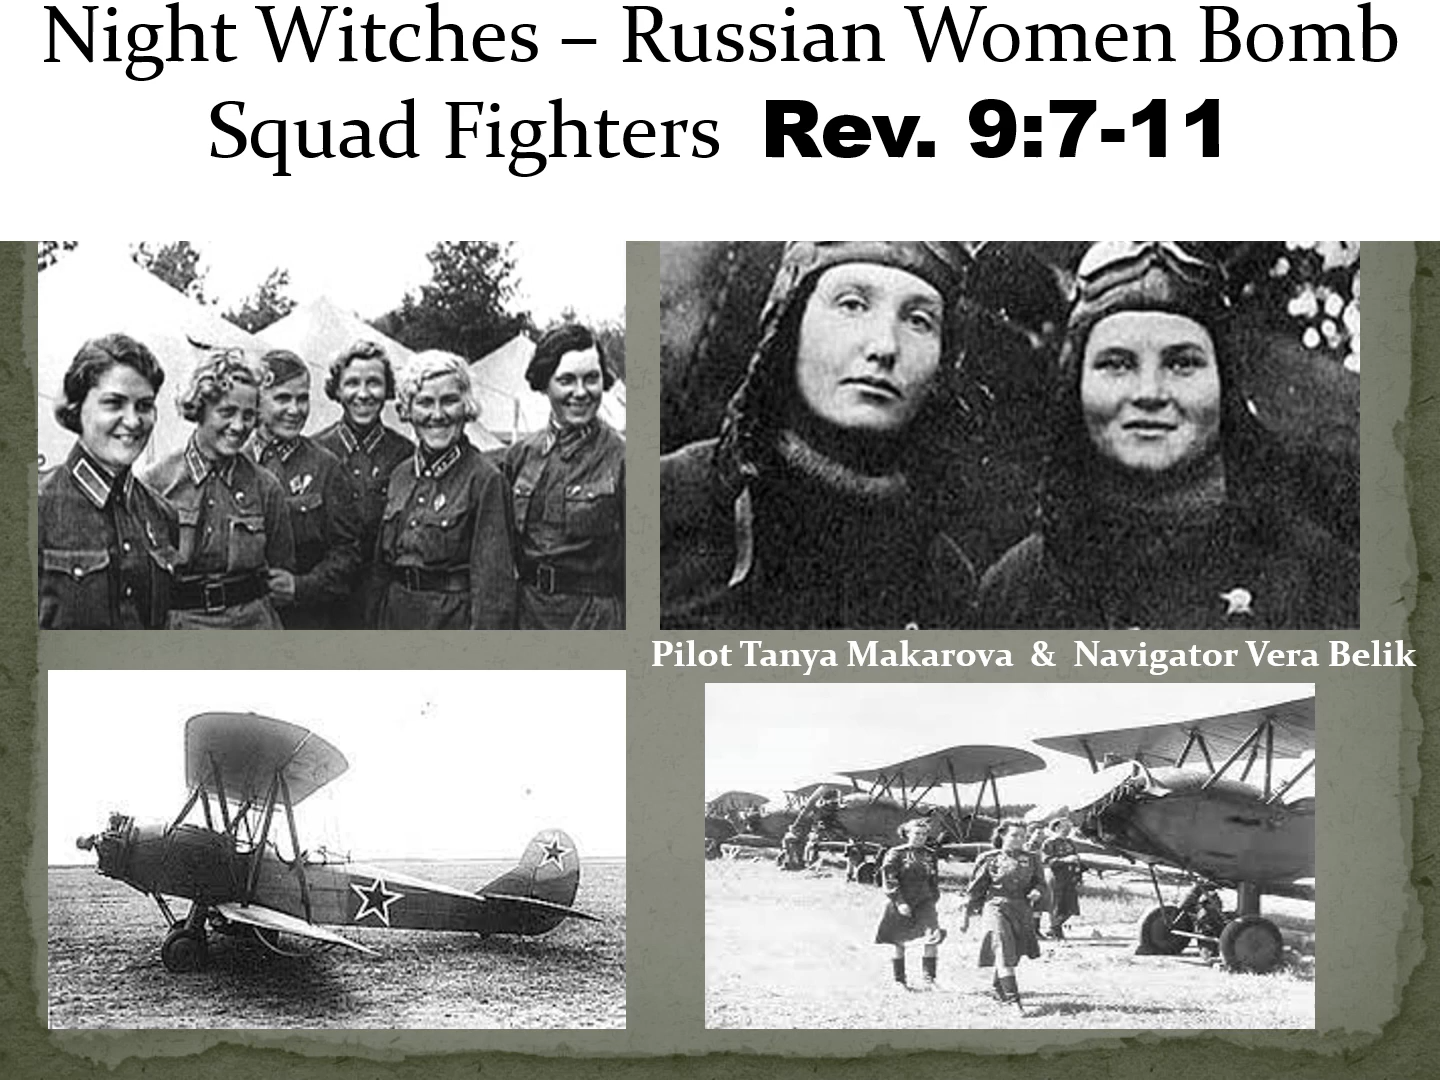 Night Witches – Russian Women Bomb
Squad Fighters Rev. 9:7-11
Pilot Tanya Makarova & Navigator Vera Belik